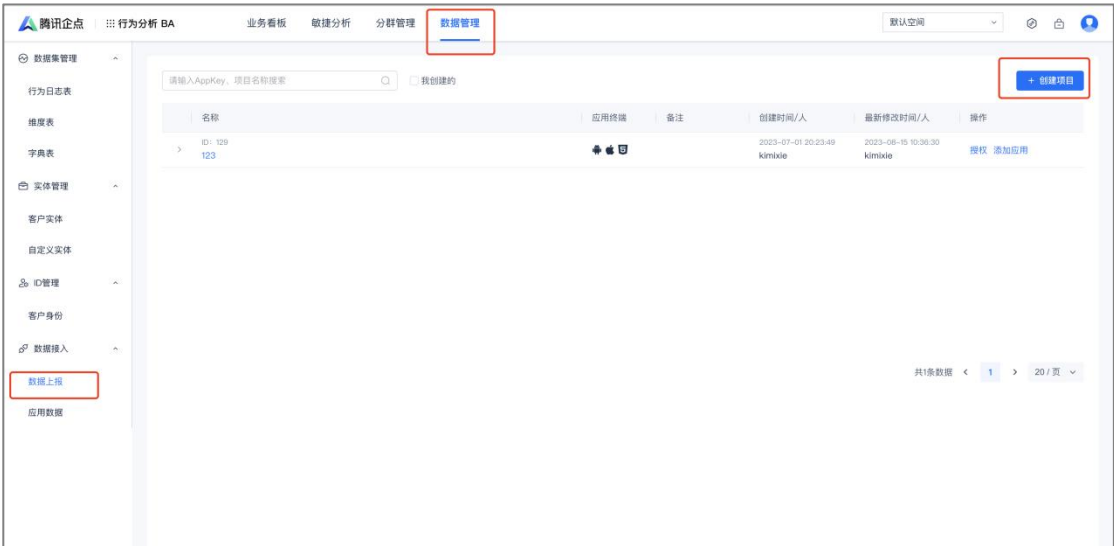 腾讯企点 行为分析 BA 业务看板 敏捷分析 分群管理 数据管理 默认空间
数据集管理
行为日志表
维度表
字典表
实体管理
客户实体
自定义实体
ID管理
客户身份
数据接入
数据上报
应用数据
请输入AppKey、项目名称搜索 我创建的 + 创建项目
名称 应用终端 备注 创建时间/人 最新修改时间/人 操作
ID: 129 2023-07-01 20:23:49 2023-08-15 10:36:30
123 kimixie kimixie 授权 添加应用
共1条数据 1 20 / 页